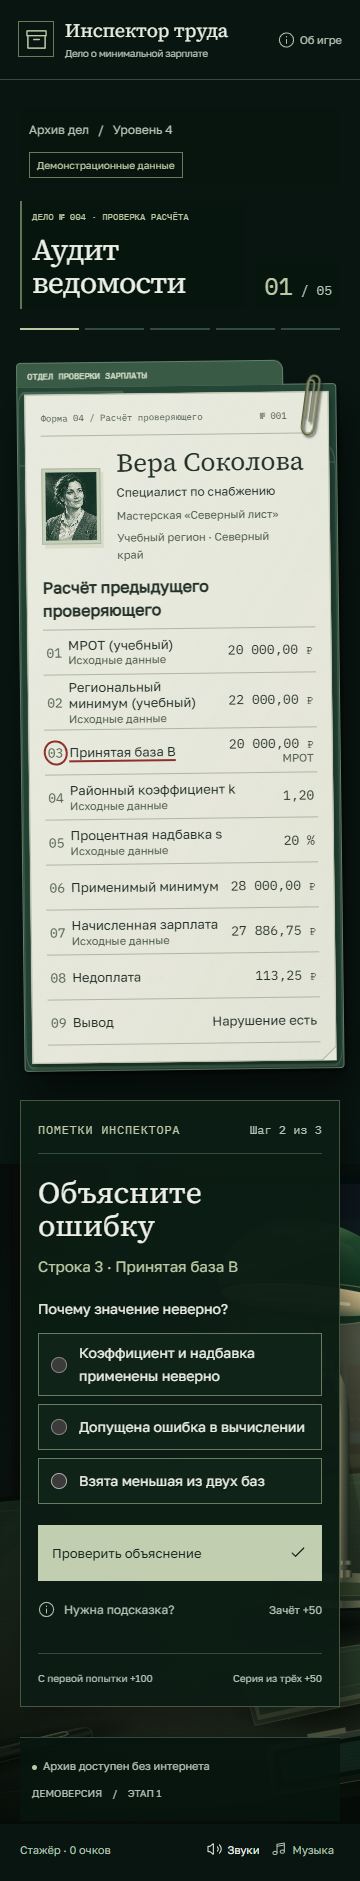 Инспектор труда
Дело о минимальной зарплате
Об игре
Архив дел / Уровень 4
Демонстрационные данные
ДЕЛО № 004 · ПРОВЕРКА РАСЧЁТА
Аудит
ведомости
01 / 05
ОТДЕЛ ПРОВЕРКИ ЗАРПЛАТЫ
Форма 04 / Расчёт проверяющего № 001
Вера Соколова
Специалист по снабжению
Мастерская «Северный лист»
Учебный регион · Северный
край
Расчёт предыдущего
проверяющего
01 МРОТ (учебный) 20 000,00 ₽
Исходные данные
02 Региональный
минимум (учебный) 22 000,00 ₽
Исходные данные
03 Принятая база B 20 000,00 ₽
МРОТ
04 Районный коэффициент k 1,20
Исходные данные
05 Процентная надбавка s 20 %
Исходные данные
06 Применимый минимум 28 000,00 ₽
07 Начисленная зарплата 27 886,75 ₽
Исходные данные
08 Недоплата 113,25 ₽
09 Вывод Нарушение есть
ПОМЕТКИ ИНСПЕКТОРА Шаг 2 из 3
Объясните
ошибку
Строка 3 · Принятая база B
Почему значение неверно?
Коэффициент и надбавка
применены неверно
Допущена ошибка в вычислении
Взята меньшая из двух баз
Проверить объяснение
Нужна подсказка? Зачёт +50
С первой попытки +100 Серия из трёх +50
Архив доступен без интернета
ДЕМОВЕРСИЯ / ЭТАП 1
Стажёр · 0 очков Звуки Музыка